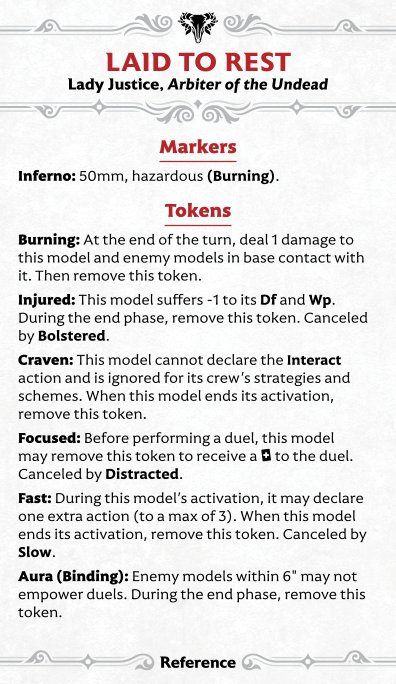 LAID TO REST
Lady Justice, Arbiter of the Undead
Markers
Inferno: 50mm, hazardous (Burning).
Tokens
Burning: At the end of the turn, deal 1 damage to
this model and enemy models in base contact with
it. Then remove this token.
Injured: This model suffers -1 to its Df and Wp.
During the end phase, remove this token. Canceled
by Bolstered.
Craven: This model cannot declare the Interact
action and is ignored for its crew's strategies and
schemes. When this model ends its activation,
remove this token.
Focused: Before performing a duel, this model
may remove this token to receive a + to the duel.
Canceled by Distracted.
Fast: During this model's activation, it may declare
one extra action (to a max of 3). When this model
ends its activation, remove this token. Canceled by
Slow.
Aura (Binding): Enemy models within 6" may not
empower duels. During the end phase, remove this
token.
Reference